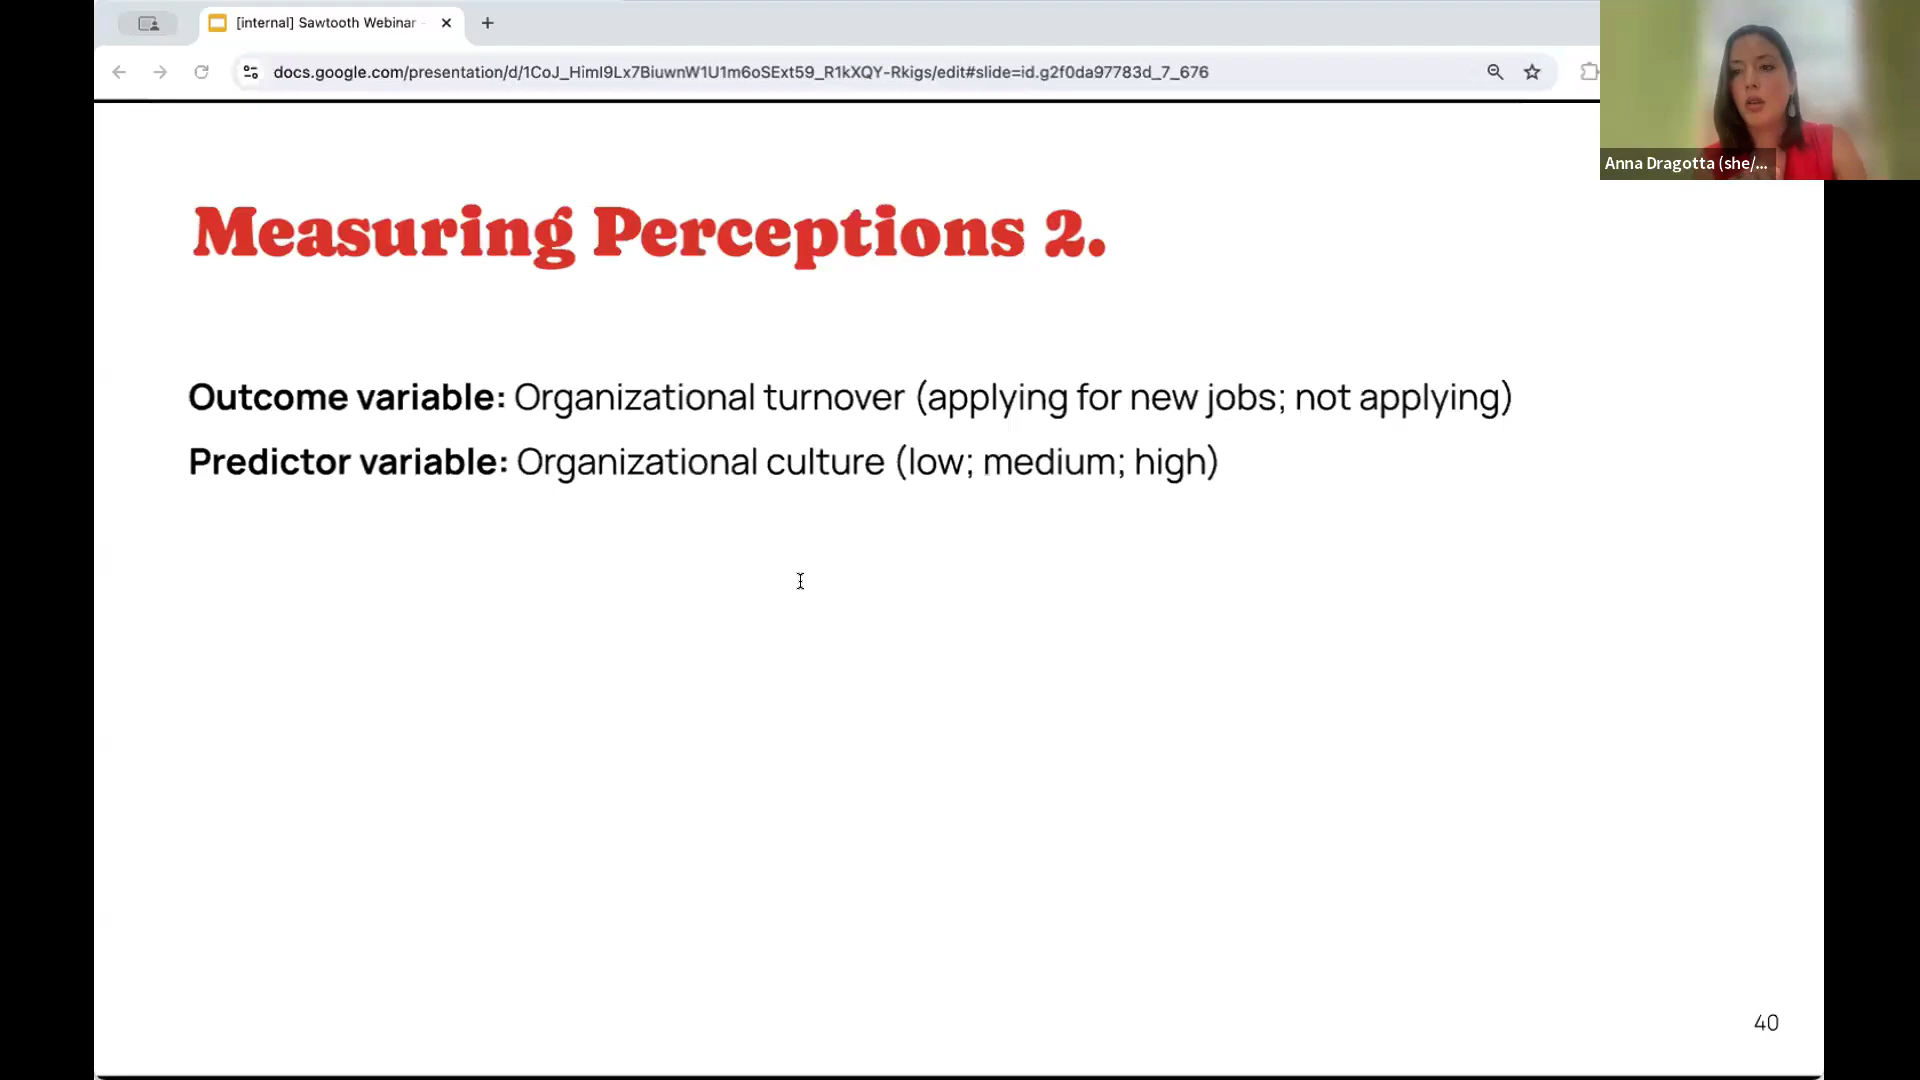 [internal] Sawtooth Webinar
docs.google.com/presentation/d/1CoJ_HimI9Lx7BiuwnW1U1m6oSExt59_R1kXQY-Rkigs/edit#slide=id.g2f0da97783d_7_676
Anna Dragotta (she/...
Measuring Perceptions 2.
Outcome variable: Organizational turnover (applying for new jobs; not applying)
Predictor variable: Organizational culture (low; medium; high)
40